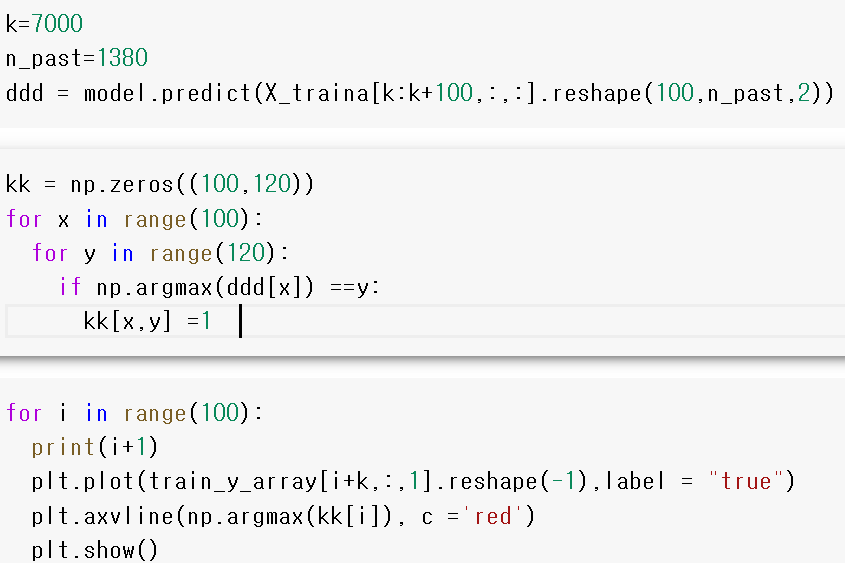 k=7000
n_past=1380
ddd = model.predict(X_traina[k:k+100,:,:].reshape(100,n_past,2))
kk = np.zeros((100,120))
for x in range(100):
  for y in range(120):
    if np.argmax(ddd[x]) ==y:
      kk[x,y] =1
for i in range(100):
  print(i+1)
  plt.plot(train_y_array[i+k,:,1].reshape(-1),label = "true")
  plt.axvline(np.argmax(kk[i]), c ='red')
  plt.show()